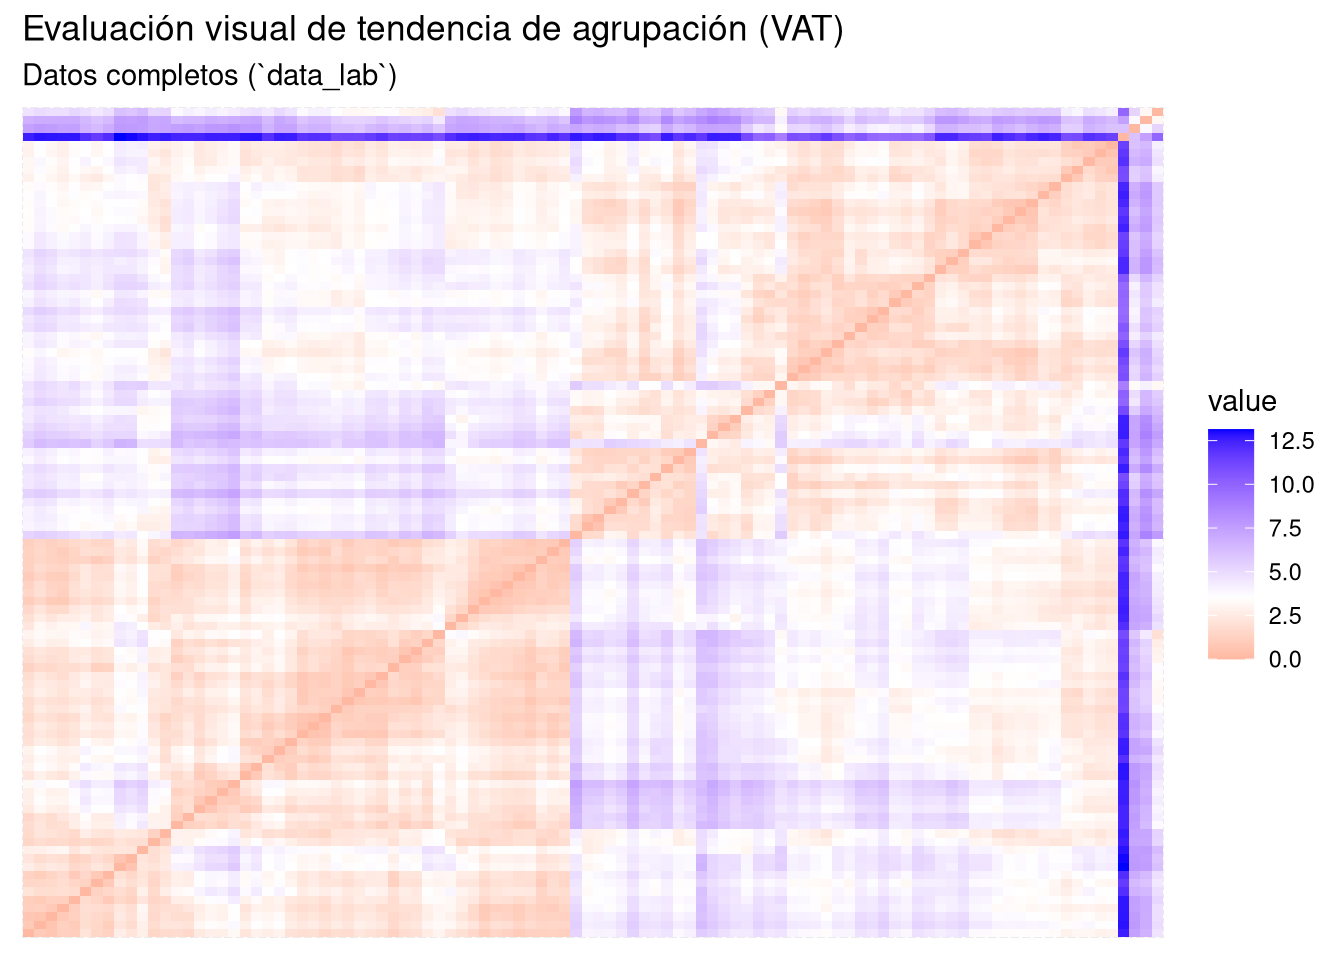 Evaluación visual de tendencia de agrupación (VAT)
Datos completos (`data_lab`)
value
12.5
10.0
7.5
5.0
2.5
0.0